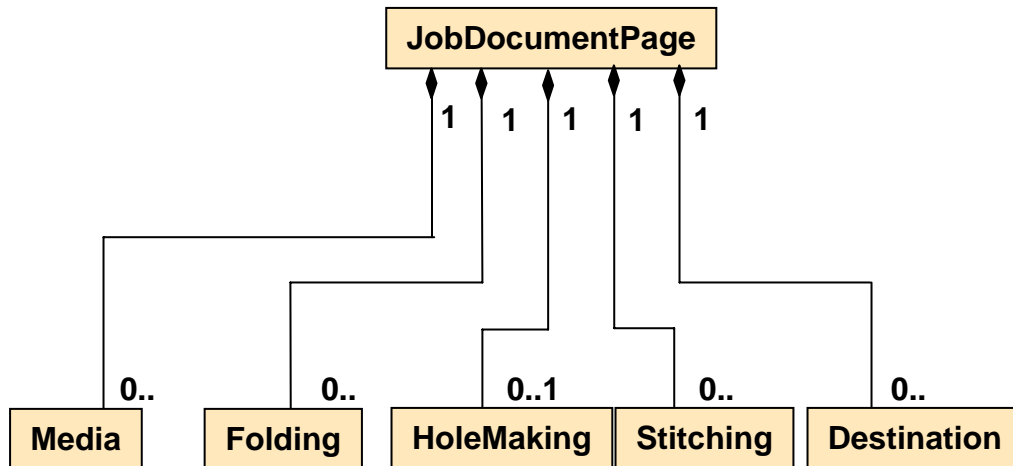 JobDocumentPage
1 1 1 1 1
0.. 0.. 0..1 0.. 0..
Media Folding HoleMaking Stitching Destination